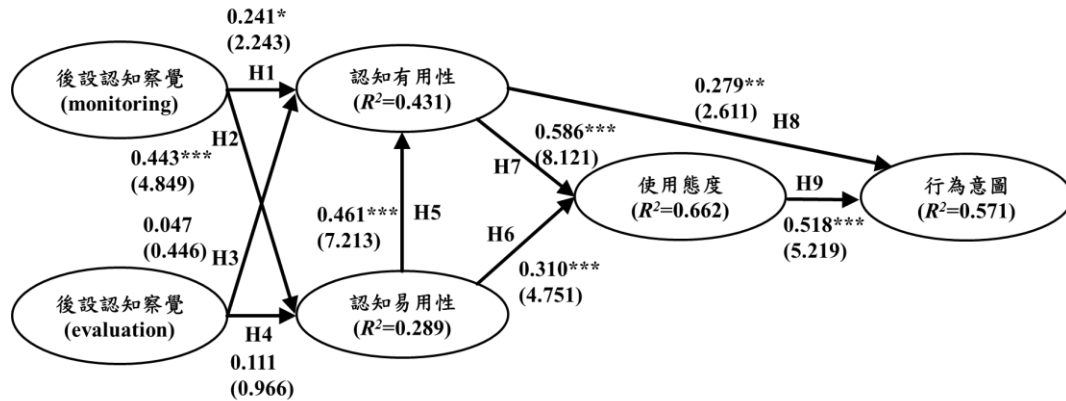 0.241*
(2.243)
H1
後設認知察覺
(monitoring)
認知有用性
(R²=0.431)
0.279**
(2.611)
H8
H2
0.443***
(4.849)
0.586***
(8.121)
H7
使用態度
(R²=0.662)
H9
行為意圖
(R²=0.571)
0.518***
(5.219)
0.461***
(7.213)
H5
H6
0.310***
(4.751)
0.047
(0.446)
H3
後設認知察覺
(evaluation)
認知易用性
(R²=0.289)
H4
0.111
(0.966)